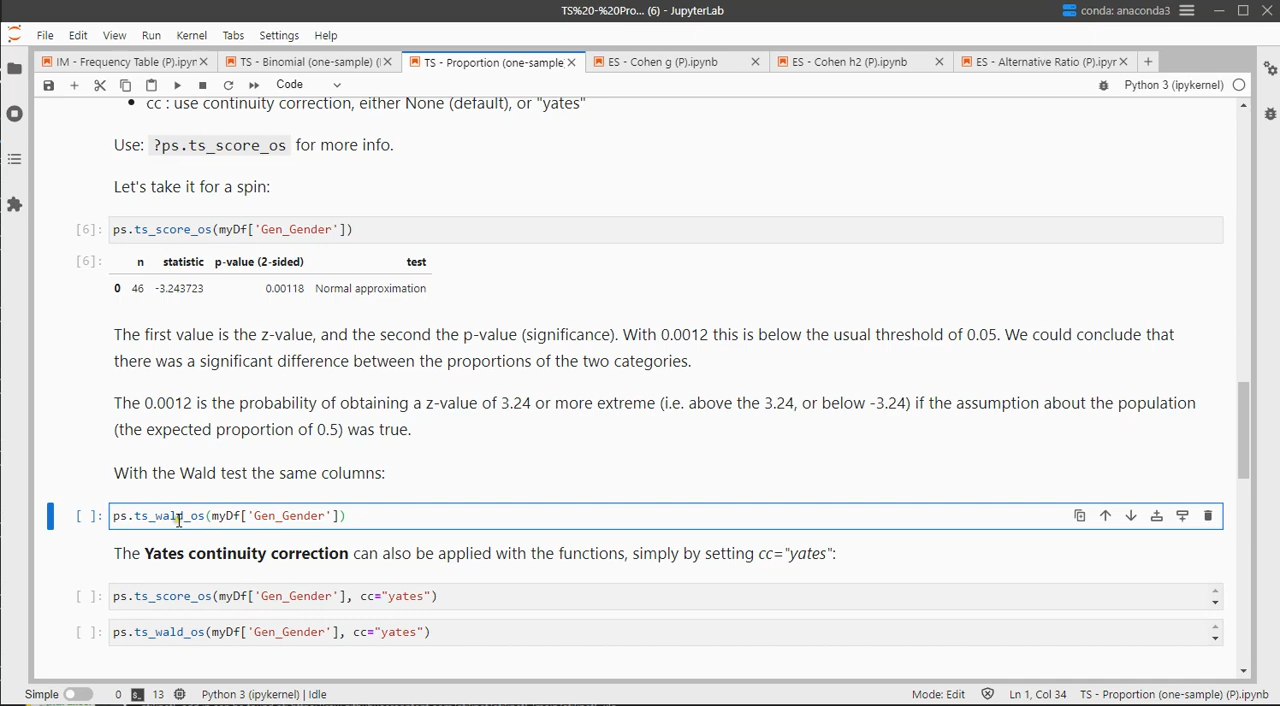 TS%20-%20Pro... (6) - JupyterLab
conda: anaconda3
File Edit View Run Kernel Tabs Settings Help
IM - Frequency Table (P).ipyn
TS - Binomial (one-sample) (
TS - Proportion (one-sample
ES - Cohen g (P).ipynb
ES - Cohen h2 (P).ipynb
ES - Alternative Ratio (P).ipyr
Code
Python 3 (ipykernel)
• cc : use continuity correction, either None (default), or "yates"
Use: ?ps.ts_score_os for more info.
Let's take it for a spin:
[6]: ps.ts_score_os(myDf['Gen_Gender'])
[6]: n statistic p-value (2-sided) test
0 46 -3.243723 0.00118 Normal approximation
The first value is the z-value, and the second the p-value (significance). With 0.0012 this is below the usual threshold of 0.05. We could conclude that
there was a significant difference between the proportions of the two categories.
The 0.0012 is the probability of obtaining a z-value of 3.24 or more extreme (i.e. above the 3.24, or below -3.24) if the assumption about the population
(the expected proportion of 0.5) was true.
With the Wald test the same columns:
[ ]: ps.ts_wald_os(myDf['Gen_Gender'])
The Yates continuity correction can also be applied with the functions, simply by setting cc="yates":
[ ]: ps.ts_score_os(myDf['Gen_Gender'], cc="yates")
[ ]: ps.ts_wald_os(myDf['Gen_Gender'], cc="yates")
Simple 0 13 Python 3 (ipykernel) | Idle
Mode: Edit Ln 1, Col 34 TS - Proportion (one-sample) (P).ipynb